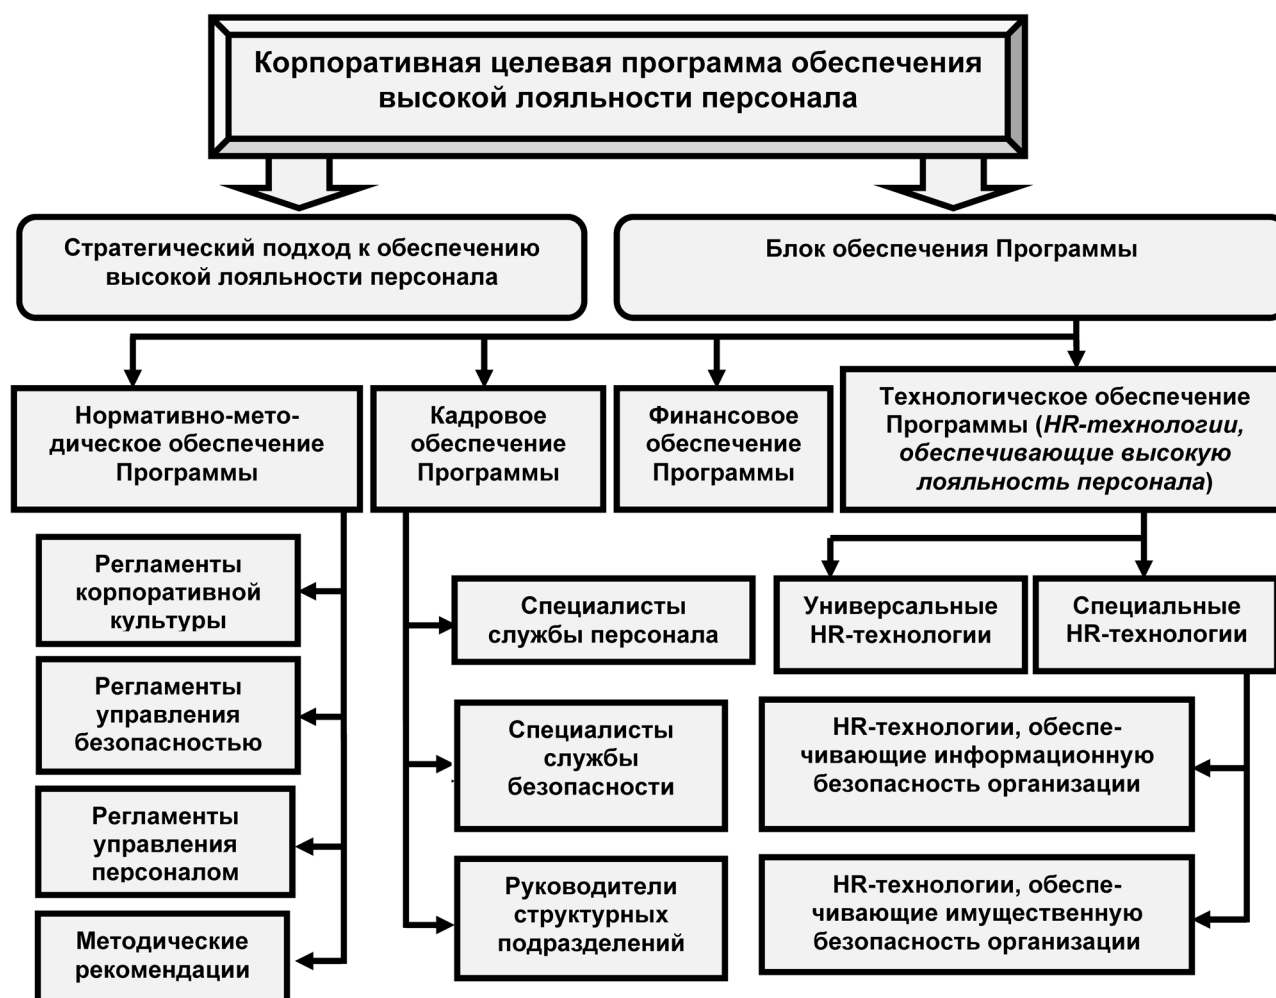 Корпоративная целевая программа обеспечения
высокой лояльности персонала
Стратегический подход к обеспечению
высокой лояльности персонала
Блок обеспечения Программы
Нормативно-мето-
дическое обеспечение
Программы
Кадровое
обеспечение
Программы
Финансовое
обеспечение
Программы
Технологическое обеспечение
Программы (HR-технологии,
обеспечивающие высокую
лояльность персонала)
Регламенты
корпоративной
культуры
Регламенты
управления
безопасностью
Регламенты
управления
персоналом
Методические
рекомендации
Специалисты
службы персонала
Специалисты
службы
безопасности
Руководители
структурных
подразделений
Универсальные
HR-технологии
Специальные
HR-технологии
HR-технологии, обеспе-
чивающие информационную
безопасность организации
HR-технологии, обеспе-
чивающие имущественную
безопасность организации